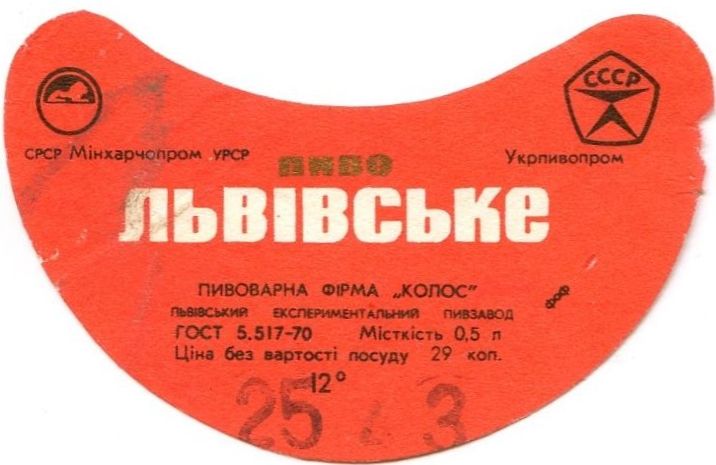 СССР
СРСР Мінхарчопром УРСР
Укрпивопром
пиво
львівське
ПИВОВАРНА ФІРМА „КОЛОС"
ЛЬВІВСЬКИЙ ЕКСПЕРИМЕНТАЛЬНИЙ ПИВЗАВОД
ГОСТ 5.517-70 Місткість 0,5 л
Ціна без вартості посуду 29 коп.
12°
25 3